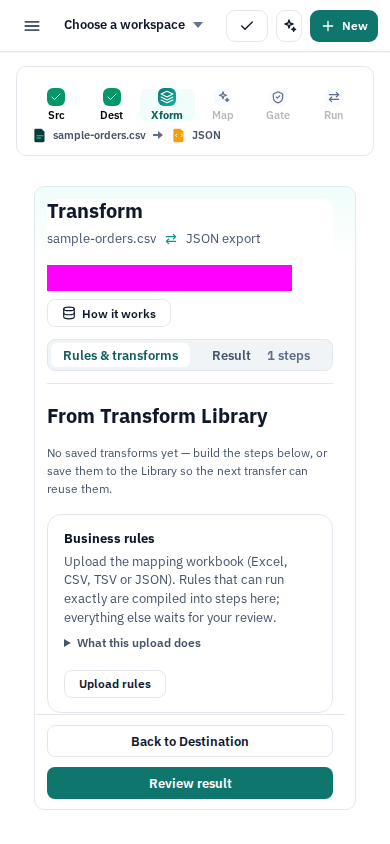 Choose a workspace
New
Src
Dest
Xform
Map
Gate
Run
sample-orders.csv
JSON
Transform
sample-orders.csv
JSON export
How it works
Rules & transforms
Result
1 steps
From Transform Library
No saved transforms yet — build the steps below, or
save them to the Library so the next transfer can
reuse them.
Business rules
Upload the mapping workbook (Excel,
CSV, TSV or JSON). Rules that can run
exactly are compiled into steps here;
everything else waits for your review.
What this upload does
Upload rules
Back to Destination
Review result